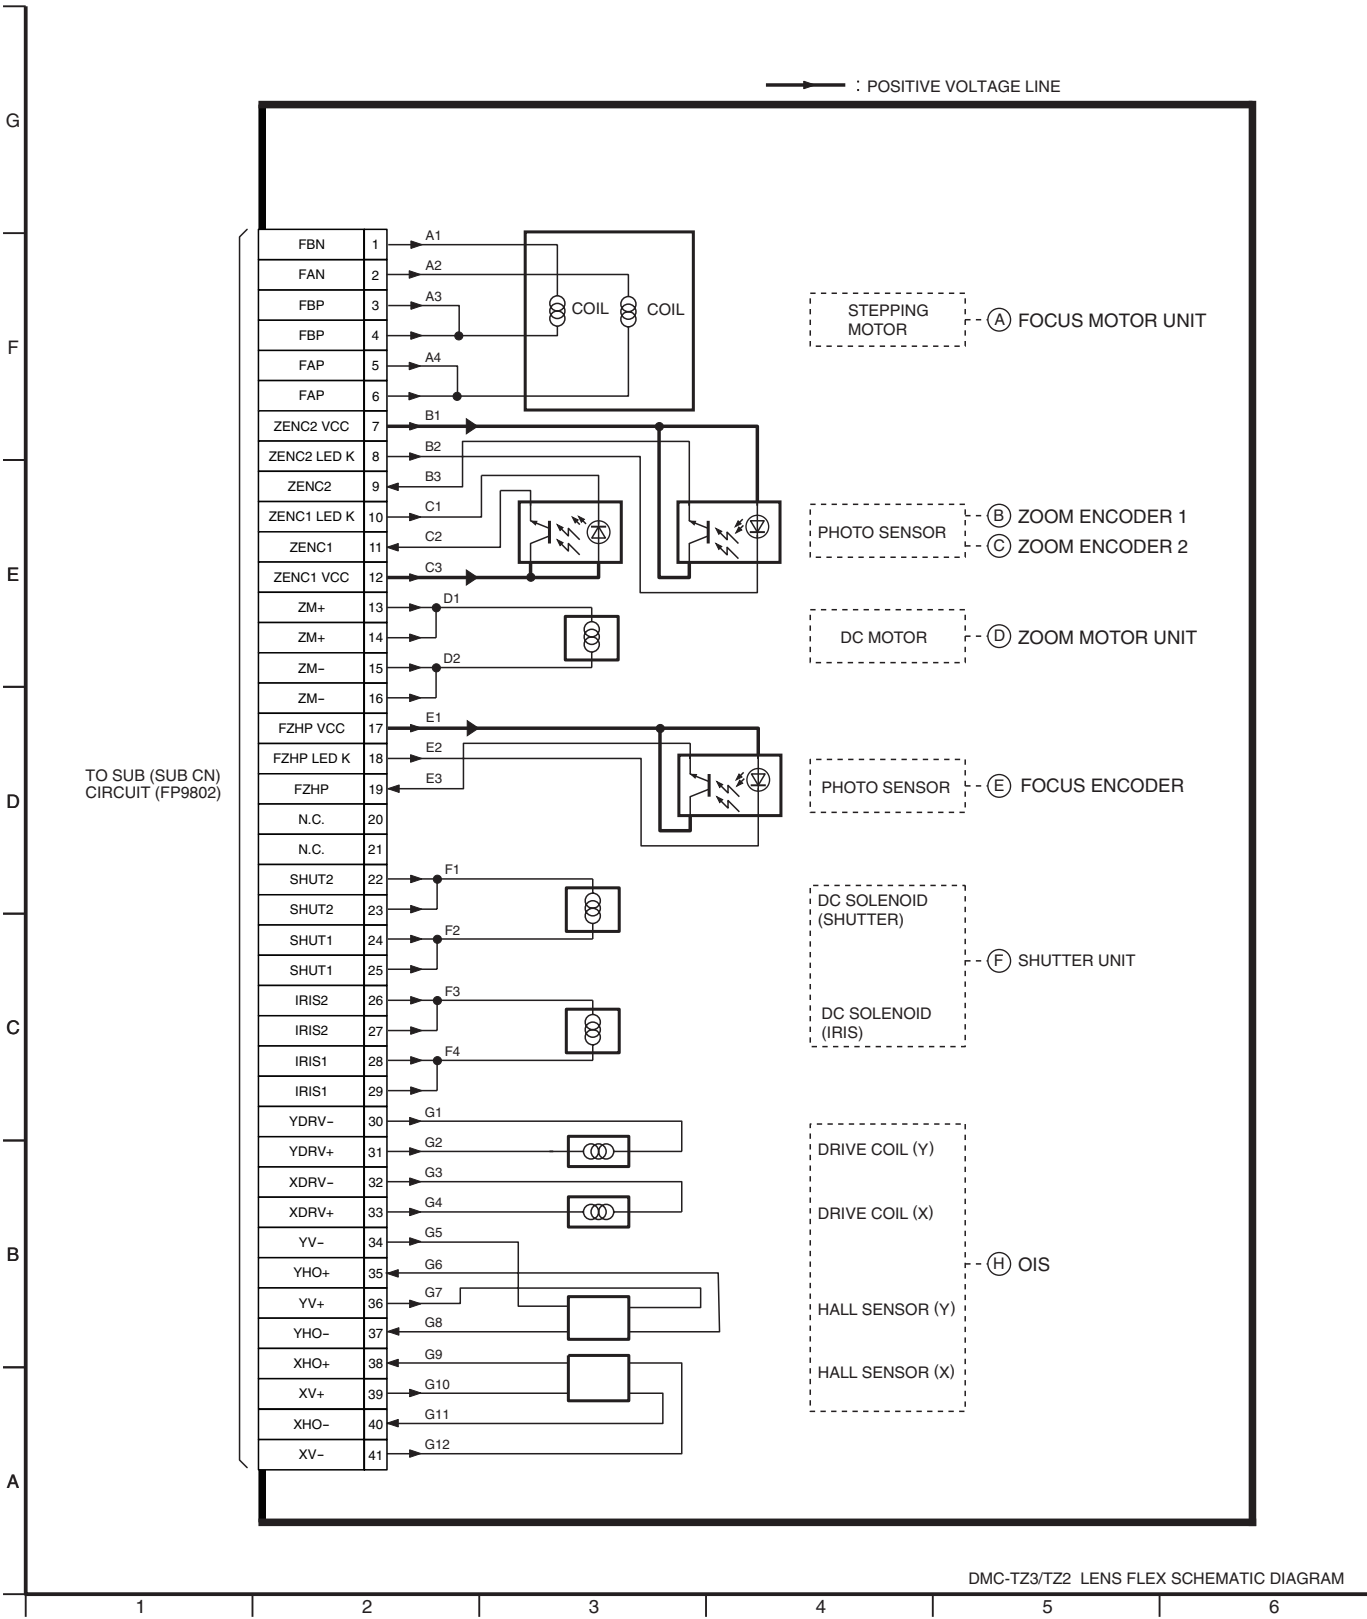 : POSITIVE VOLTAGE LINE
G
F
E
D
C
B
A
TO SUB (SUB CN)
CIRCUIT (FP9802)
FBN 1 A1
FAN 2 A2
FBP 3 A3
FBP 4
FAP 5 A4
FAP 6
ZENC2 VCC 7 B1
ZENC2 LED K 8 B2
ZENC2 9 B3
ZENC1 LED K 10 C1
ZENC1 11 C2
ZENC1 VCC 12 C3
ZM+ 13 D1
ZM+ 14
ZM− 15 D2
ZM− 16
FZHP VCC 17 E1
FZHP LED K 18 E2
FZHP 19 E3
N.C. 20
N.C. 21
SHUT2 22 F1
SHUT2 23
SHUT1 24 F2
SHUT1 25
IRIS2 26 F3
IRIS2 27
IRIS1 28 F4
IRIS1 29
YDRV− 30 G1
YDRV+ 31 G2
XDRV− 32 G3
XDRV+ 33 G4
YV− 34 G5
YHO+ 35 G6
YV+ 36 G7
YHO− 37 G8
XHO+ 38 G9
XV+ 39 G10
XHO− 40 G11
XV− 41 G12
COIL COIL
STEPPING
MOTOR
A FOCUS MOTOR UNIT
PHOTO SENSOR
B ZOOM ENCODER 1
C ZOOM ENCODER 2
DC MOTOR
D ZOOM MOTOR UNIT
PHOTO SENSOR
E FOCUS ENCODER
DC SOLENOID
(SHUTTER)
F SHUTTER UNIT
DC SOLENOID
(IRIS)
DRIVE COIL (Y)
DRIVE COIL (X)
H OIS
HALL SENSOR (Y)
HALL SENSOR (X)
DMC-TZ3/TZ2 LENS FLEX SCHEMATIC DIAGRAM
1 2 3 4 5 6